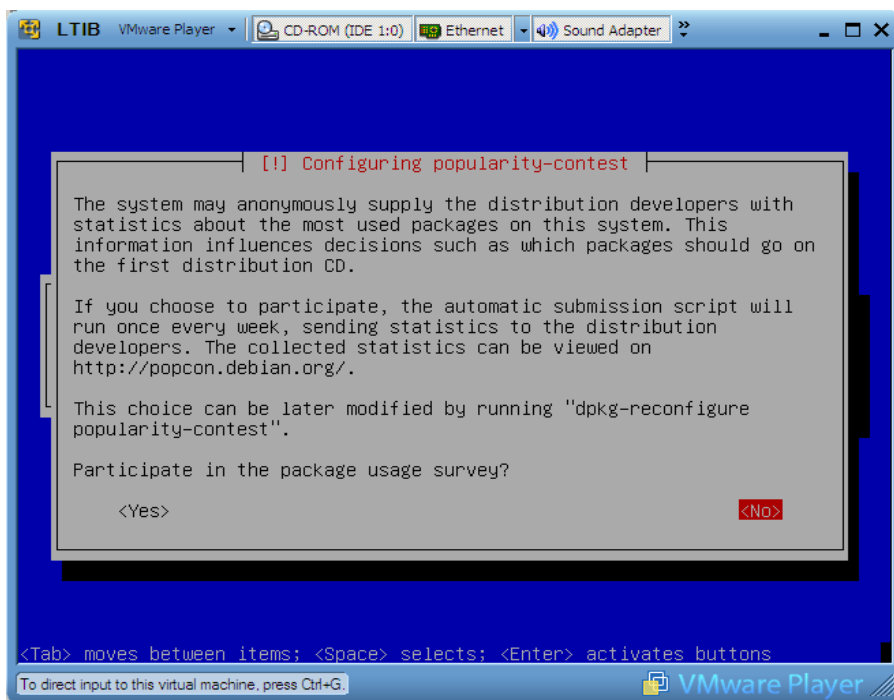 LTIB VMware Player CD-ROM (IDE 1:0) Ethernet Sound Adapter
[!] Configuring popularity-contest
The system may anonymously supply the distribution developers with
statistics about the most used packages on this system. This
information influences decisions such as which packages should go on
the first distribution CD.
If you choose to participate, the automatic submission script will
run once every week, sending statistics to the distribution
developers. The collected statistics can be viewed on
http://popcon.debian.org/.
This choice can be later modified by running "dpkg-reconfigure
popularity-contest".
Participate in the package usage survey?
<Yes> <No>
<Tab> moves between items; <Space> selects; <Enter> activates buttons
To direct input to this virtual machine, press Ctrl+G. VMware Player